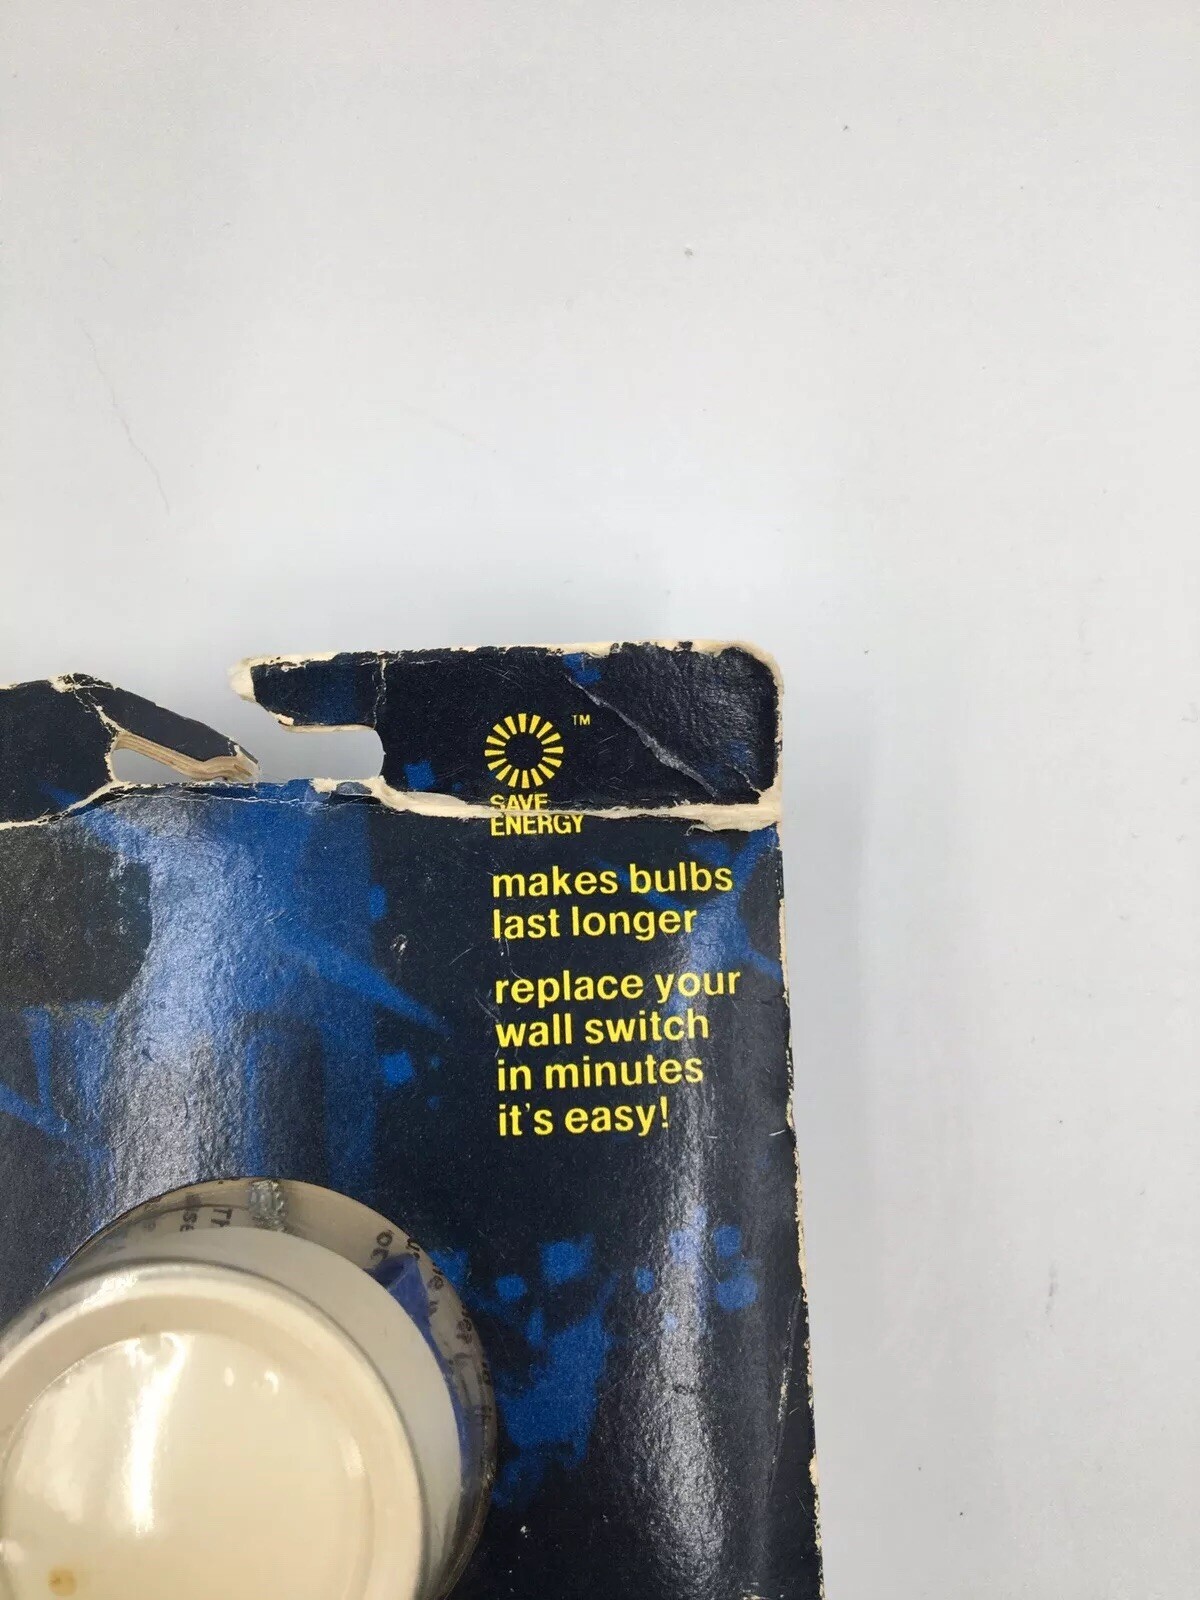 TM
SAVE
ENERGY
makes bulbs
last longer
replace your
wall switch
in minutes
it's easy!